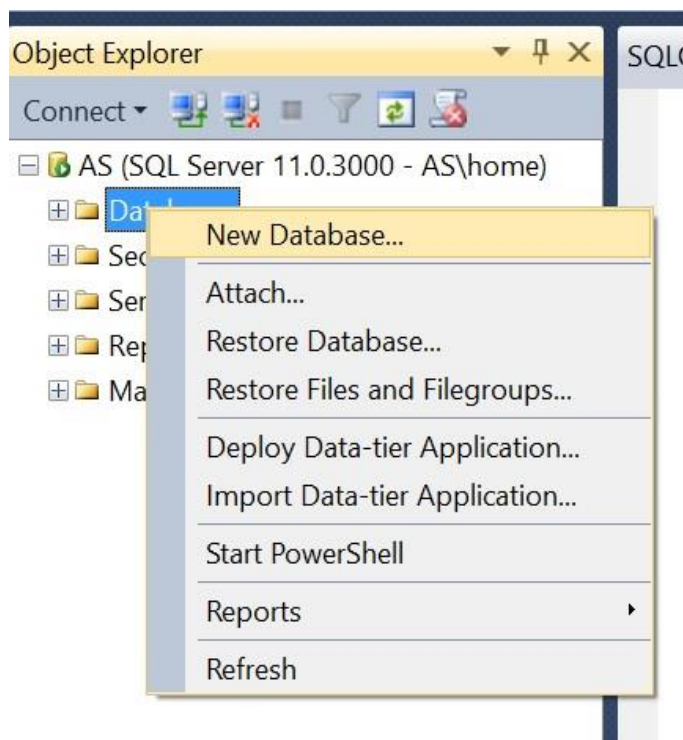 Object Explorer
Connect
AS (SQL Server 11.0.3000 - AS\home)
New Database...
Attach...
Restore Database...
Restore Files and Filegroups...
Deploy Data-tier Application...
Import Data-tier Application...
Start PowerShell
Reports
Refresh